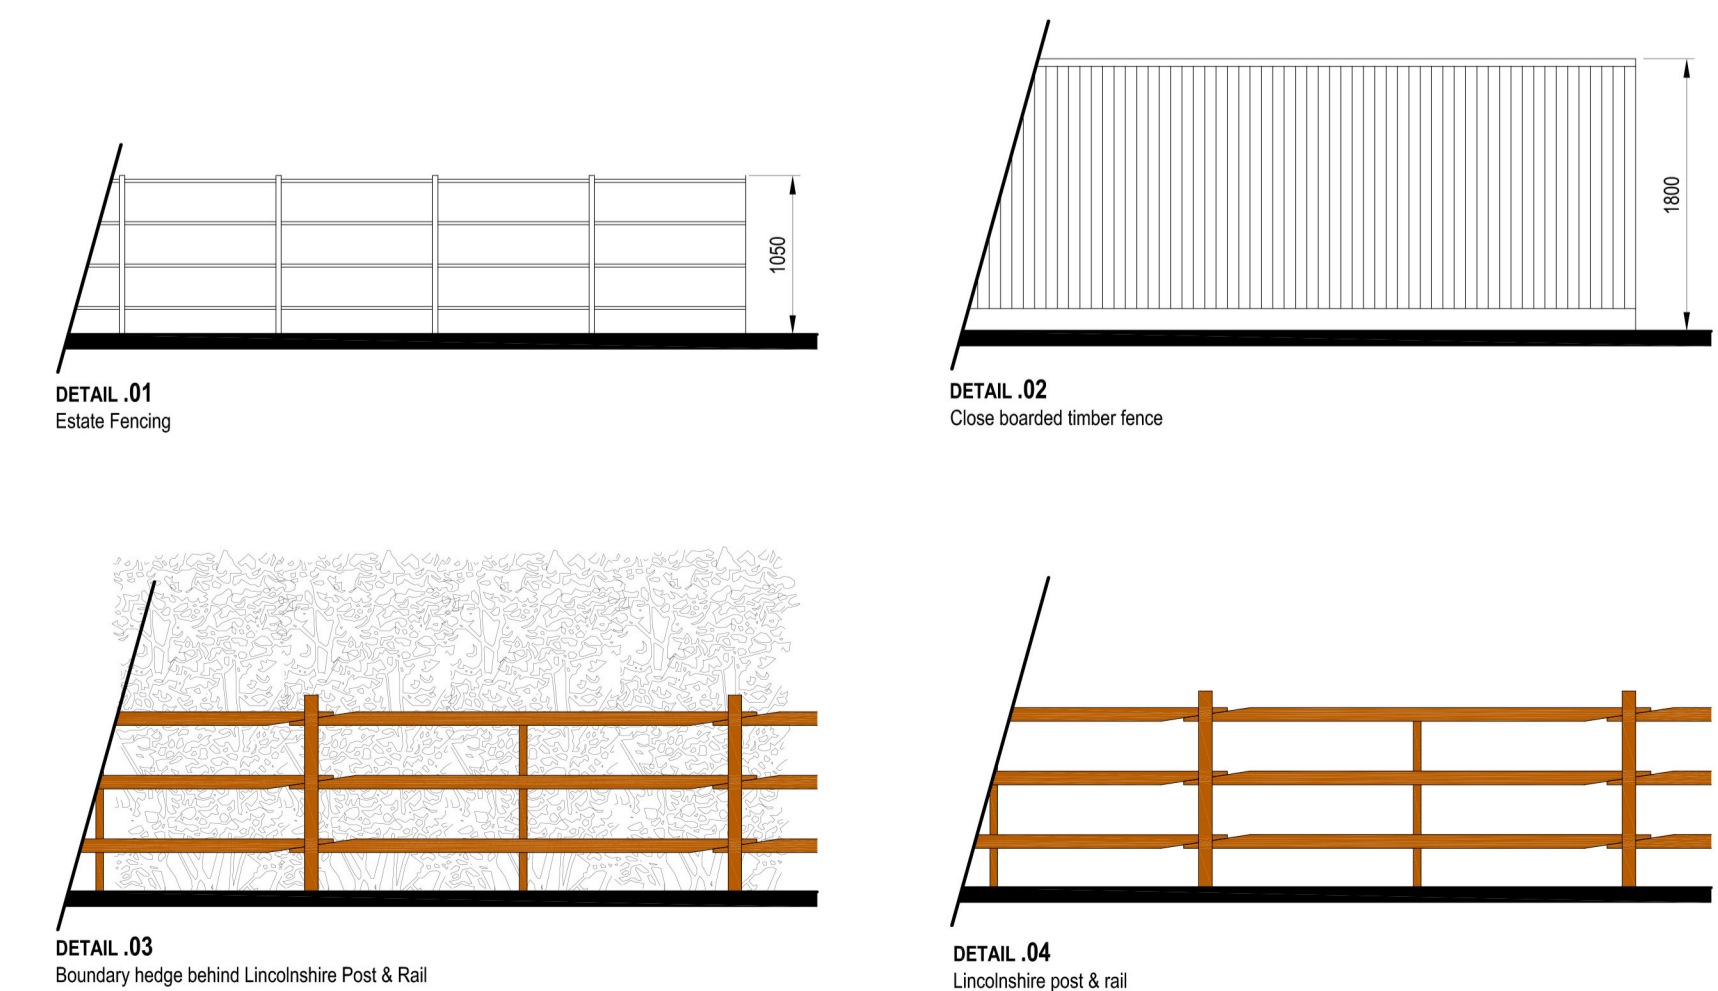 1050
DETAIL .01
Estate Fencing
1800
DETAIL .02
Close boarded timber fence
DETAIL .03
Boundary hedge behind Lincolnshire Post & Rail
DETAIL .04
Lincolnshire post & rail